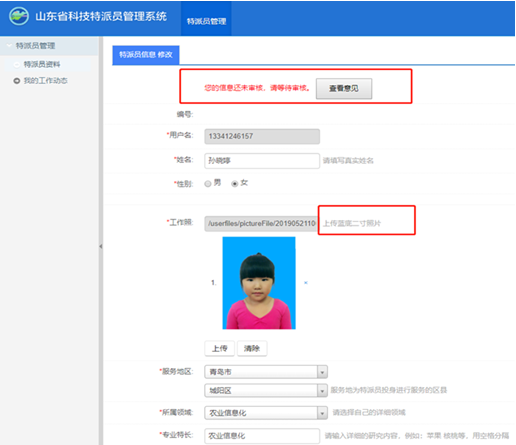 山东省科技特派员管理系统
特派员管理
特派员管理
特派员资料
我的工作动态
特派员信息 修改
您的信息还未审核，请等待审核。 查看意见
编号:
*用户名: 13341246157
*姓名: 孙晓婷 请填写真实姓名
*性别: 男 女
*工作照: /userfiles/pictureFile/2019052110 上传蓝底二寸照片
1.
上传 清除
*服务地区: 青岛市
城阳区 服务地为特派员投身进行服务的区县
*所属领域: 农业信息化 请选择自己的详细领域
*专业特长: 农业信息化 请输入详细的研究内容，例如：苹果 核桃等，用空格分隔